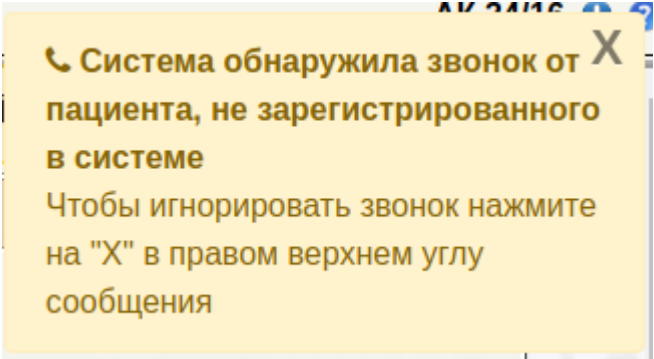 АК 24/16
X
Система обнаружила звонок от
пациента, не зарегистрированного
в системе
Чтобы игнорировать звонок нажмите
на "X" в правом верхнем углу
сообщения